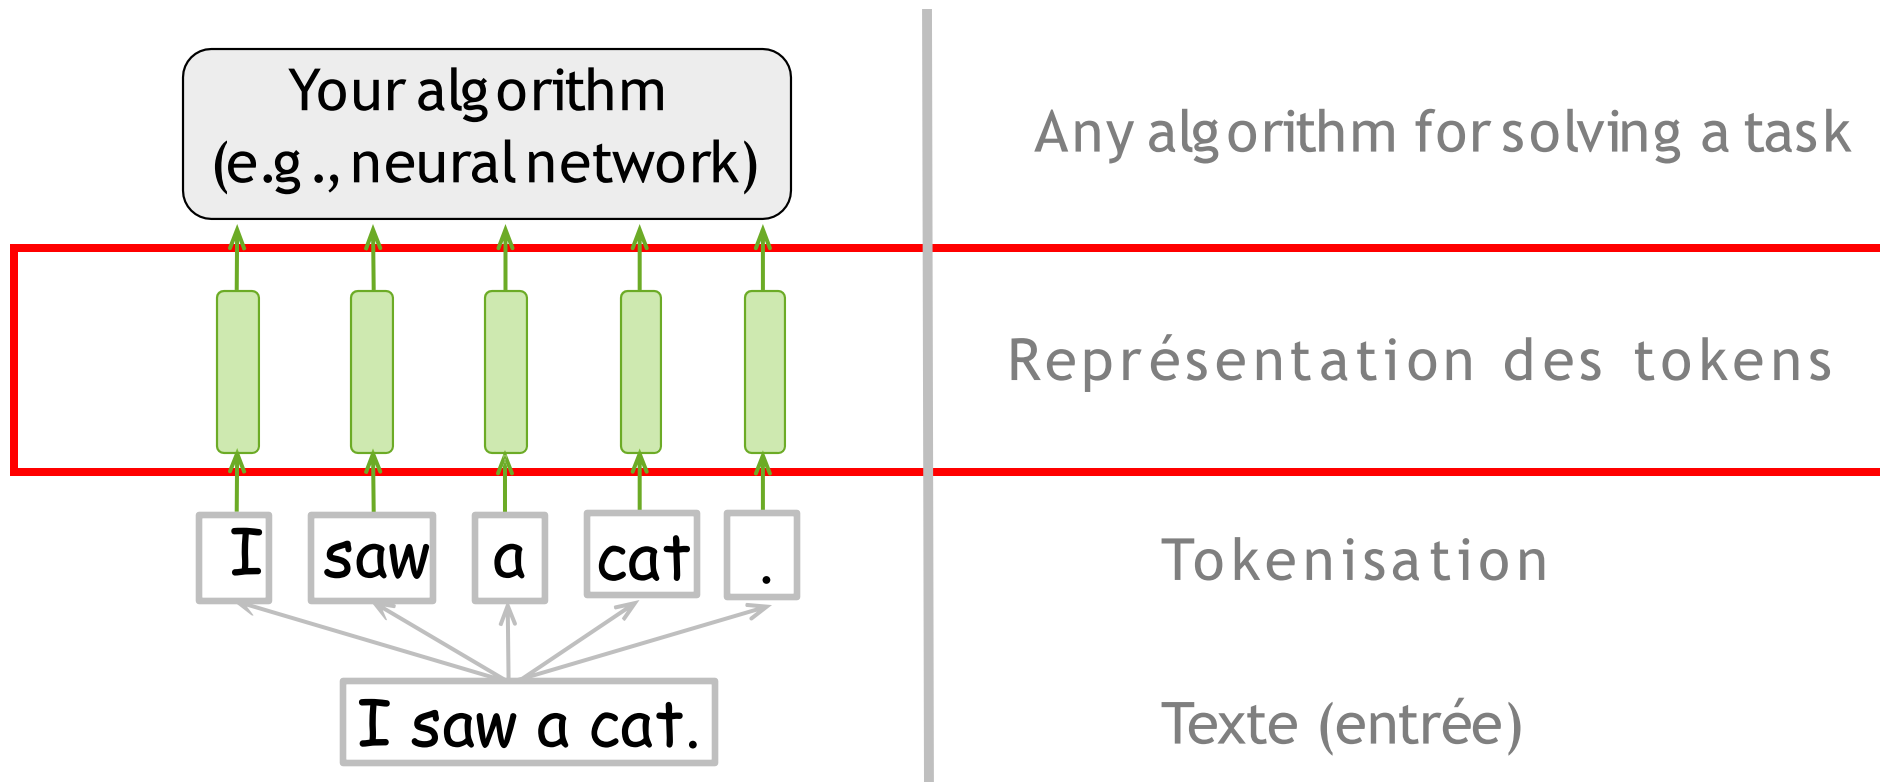 Your algorithm
(e.g., neural network)
Any algorithm for solving a task
Représentation des tokens
I saw a cat .
Tokenisation
I saw a cat.
Texte (entrée)